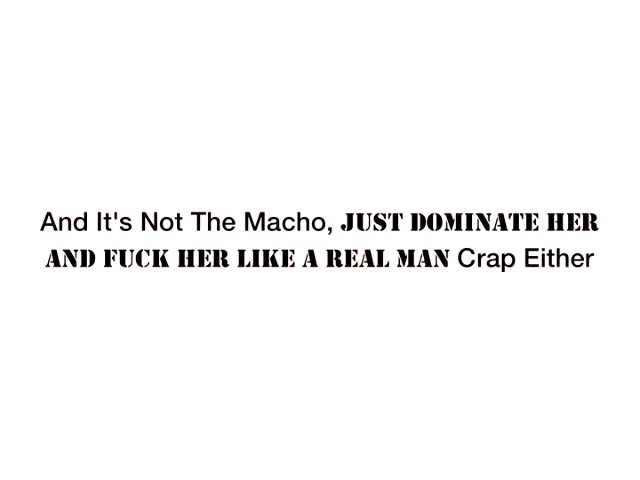 And It's Not The Macho, JUST DOMINATE HER
AND FUCK HER LIKE A REAL MAN Crap Either